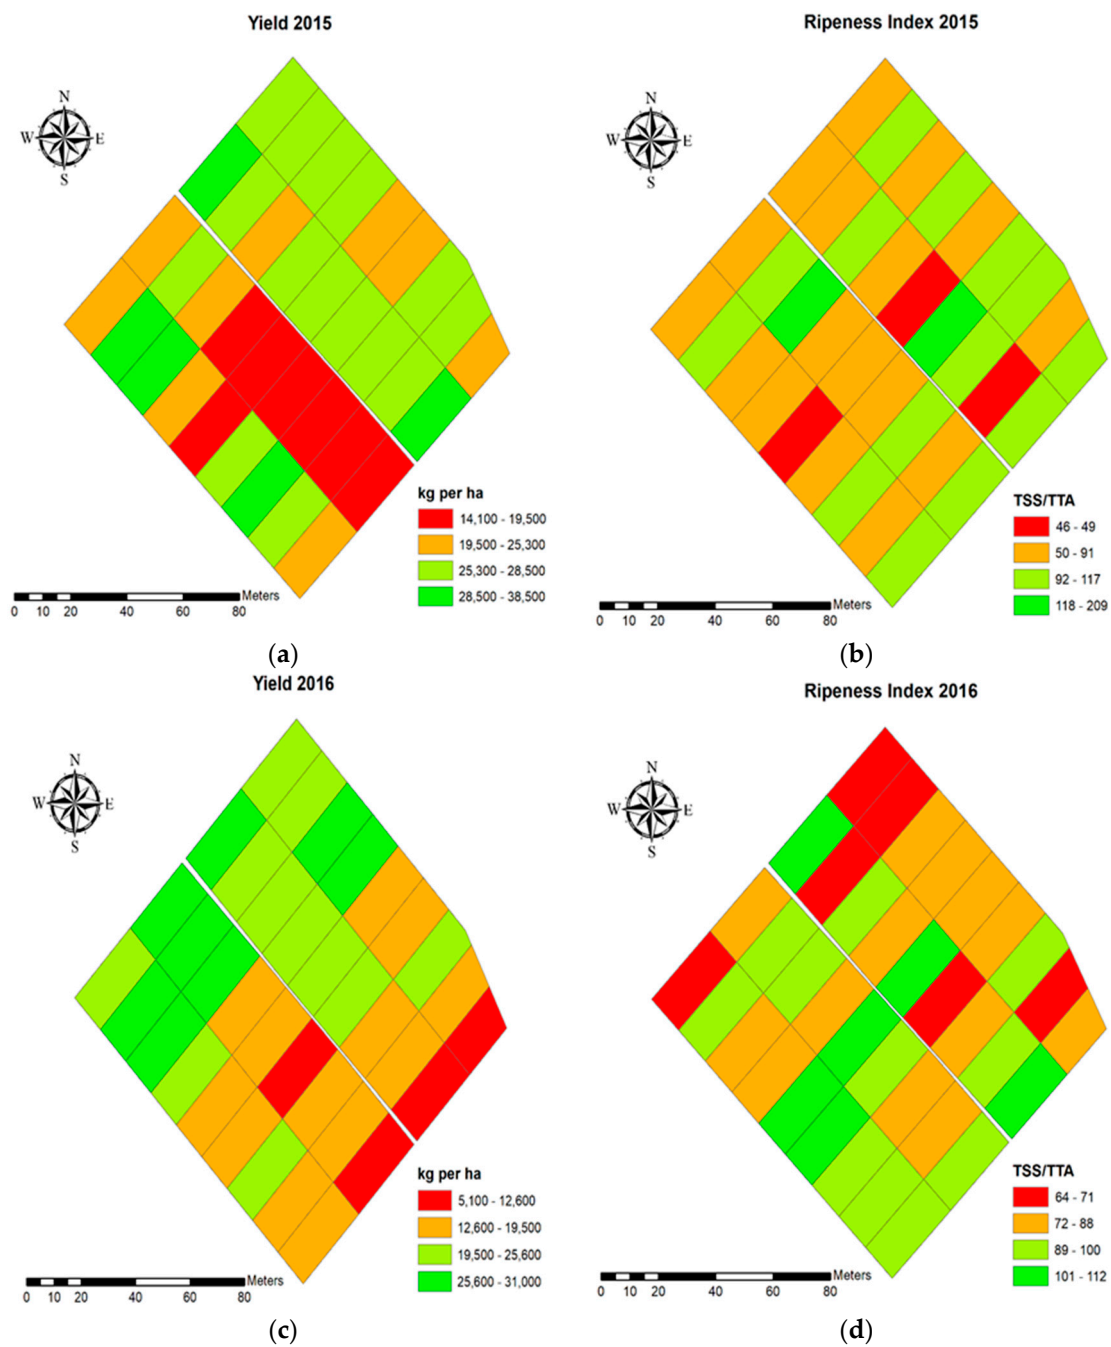 Yield 2015
N
W E
S
kg per ha
14,100 - 19,500
19,500 - 25,300
25,300 - 28,500
28,500 - 38,500
Meters
0 10 20 40 60 80
(a)
Ripeness Index 2015
N
W E
S
TSS/TTA
46 - 49
50 - 91
92 - 117
118 - 209
Meters
0 10 20 40 60 80
(b)
Yield 2016
N
W E
S
kg per ha
5,100 - 12,600
12,600 - 19,500
19,500 - 25,600
25,600 - 31,000
Meters
0 10 20 40 60 80
(c)
Ripeness Index 2016
N
W E
S
TSS/TTA
64 - 71
72 - 88
89 - 100
101 - 112
Meters
0 10 20 40 60 80
(d)